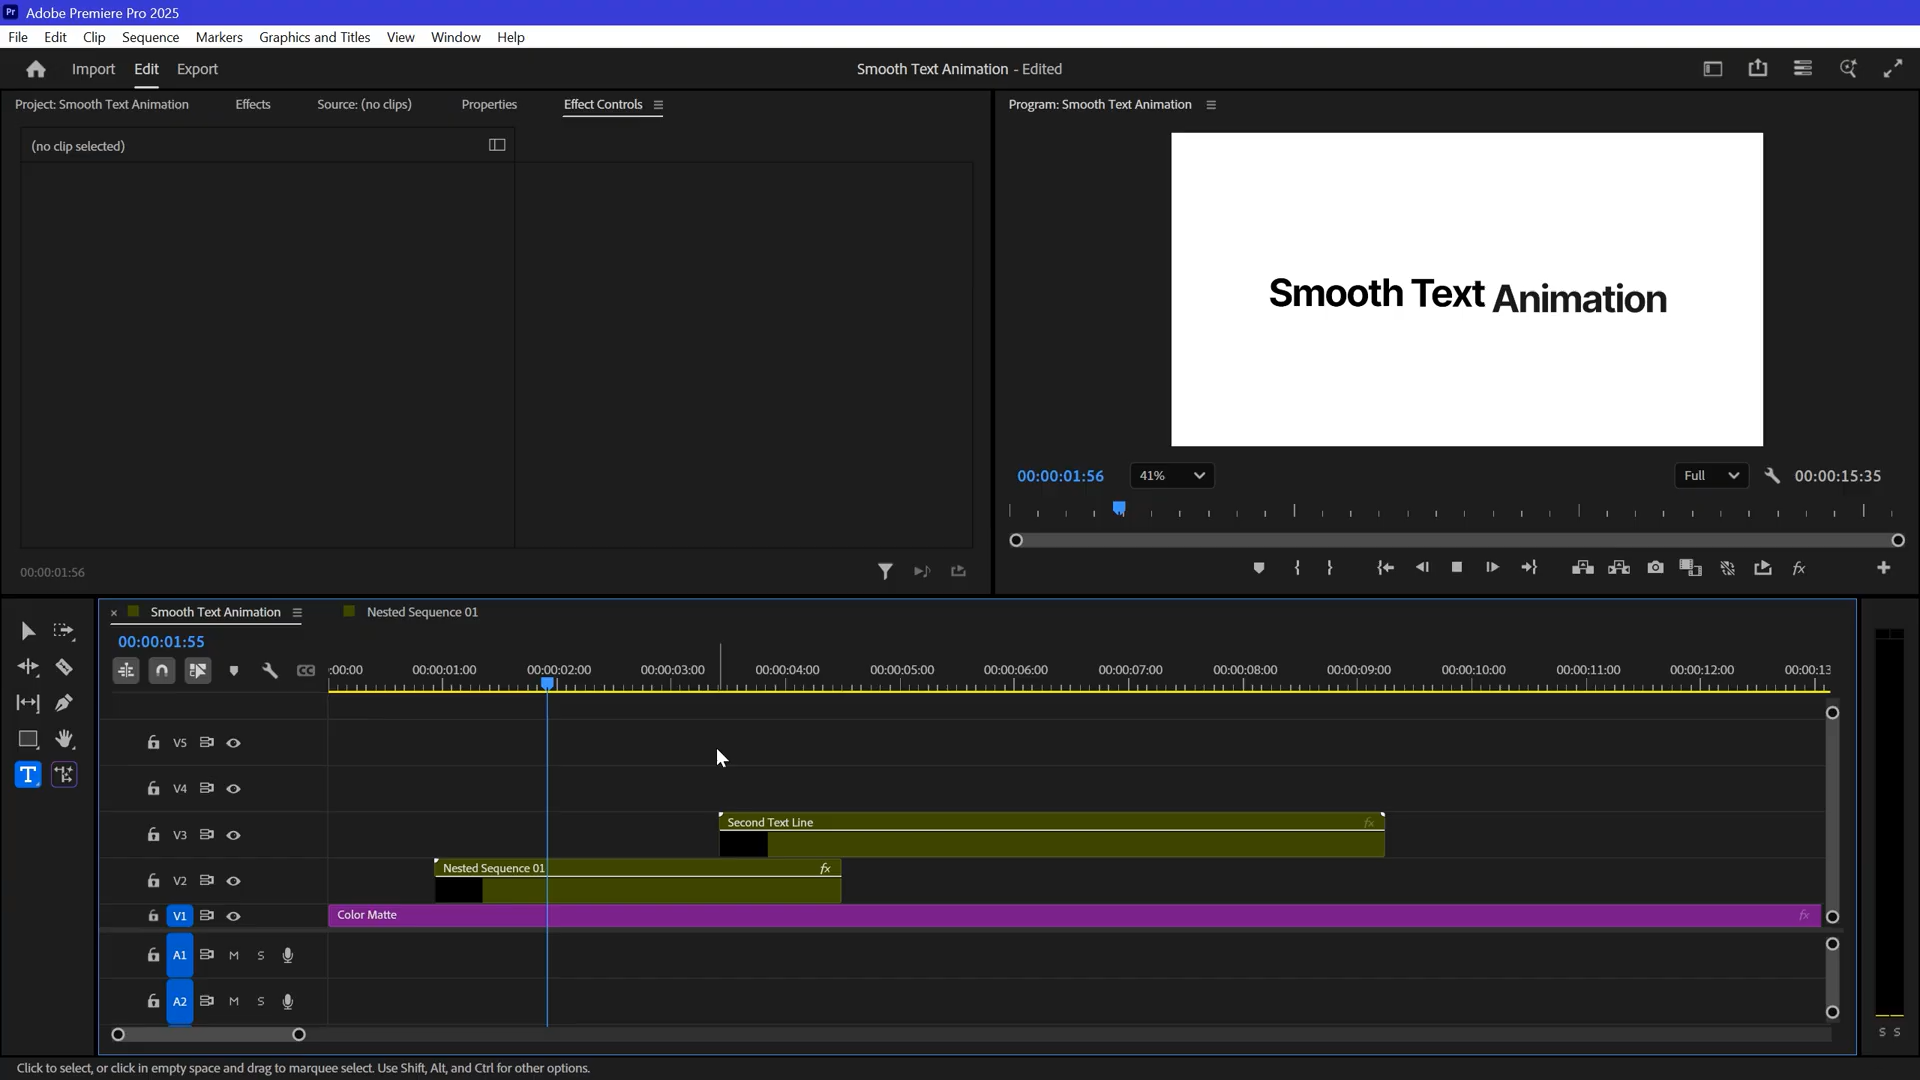 Adobe Premiere Pro 2025
File Edit Clip Sequence Markers Graphics and Titles View Window Help
Import Edit Export
Smooth Text Animation - Edited
Project: Smooth Text Animation Effects Source: (no clips) Properties Effect Controls
Program: Smooth Text Animation
(no clip selected)
Smooth Text Animation
00:00:01:56 41% Full 00:00:15:35
00:00:01:56
Smooth Text Animation Nested Sequence 01
00:00:01:55
:00:00 00:00:01:00 00:00:02:00 00:00:03:00 00:00:04:00 00:00:05:00 00:00:06:00 00:00:07:00 00:00:08:00 00:00:09:00 00:00:10:00 00:00:11:00 00:00:12:00 00:00:13
V5
V4
V3 Second Text Line fx
V2 Nested Sequence 01 fx
V1 Color Matte fx
A1 M S
A2 M S
S S
Click to select, or click in empty space and drag to marquee select. Use Shift, Alt, and Ctrl for other options.